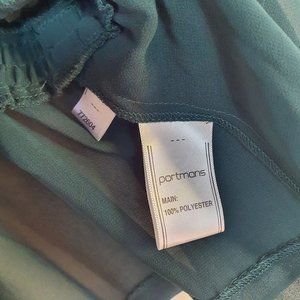 ---
portmans
MAIN:
100% POLYESTER
---
772604